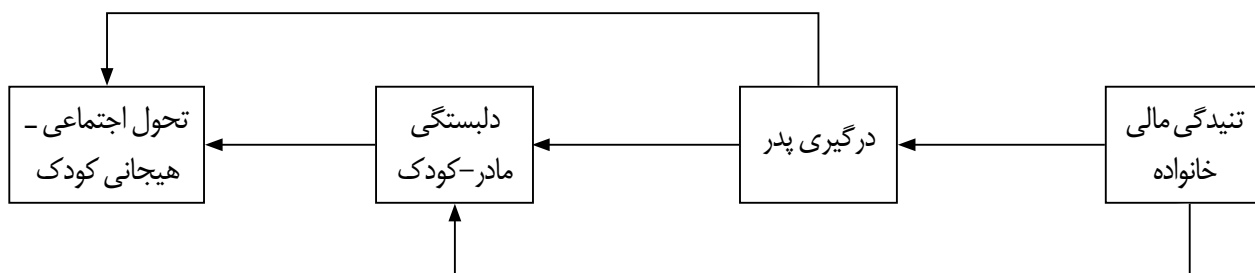 تنیدگی مالی
خانواده
درگیری پدر
دلبستگی
مادر-کودک
تحول اجتماعی ـ
هیجانی کودک